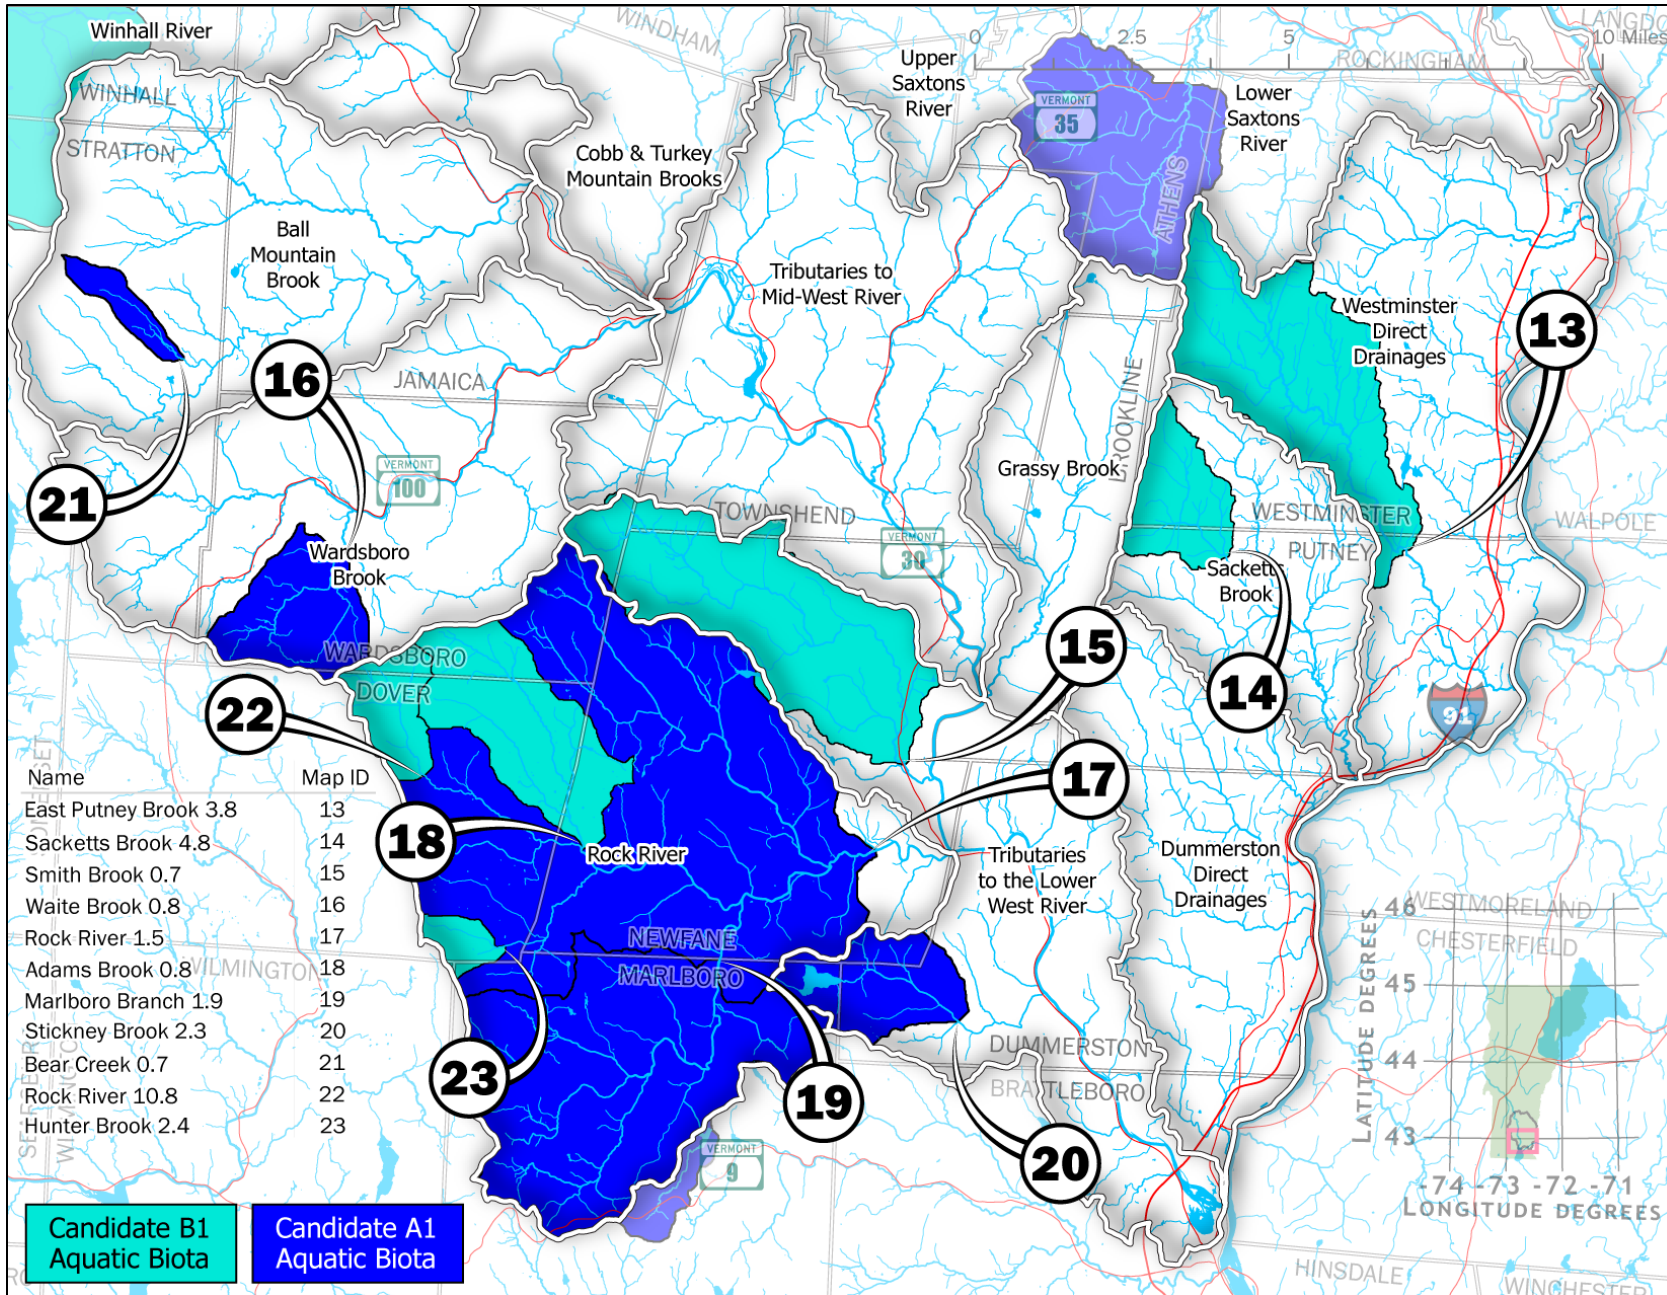 Winhall River
WINDHAM
Upper
Saxtons
River
0
2.5
5
10 Miles
ROCKINGHAM
WINHALL
STRATTON
VERMONT
35
Lower
Saxtons
River
Cobb & Turkey
Mountain Brooks
ATHENS
Ball
Mountain
Brook
Tributaries to
Mid-West River
Westminster
Direct
Drainages
13
16
JAMAICA
BROOKLINE
Grassy Brook
VERMONT
100
21
TOWNSHEND
WESTMINSTER
PUTNEY
WALPOLE
VERMONT
30
Wardsboro
Brook
Sacketts
Brook
WARDSBORO
DOVER
15
14
22
91
17
18
Rock River
Tributaries
to the Lower
West River
Dummerston
Direct
Drainages
Name Map ID
East Putney Brook 3.8 13
Sacketts Brook 4.8 14
Smith Brook 0.7 15
Waite Brook 0.8 16
Rock River 1.5 17
Adams Brook 0.8 18
Marlboro Branch 1.9 19
Stickney Brook 2.3 20
Bear Creek 0.7 21
Rock River 10.8 22
Hunter Brook 2.4 23
WILMINGTON
NEWFANE
MARLBORO
WESTMORELAND
CHESTERFIELD
23
19
20
DUMMERSTON
BRATTLEBORO
VERMONT
9
LATITUDE DEGREES
46
45
44
43
-74 -73 -72 -71
LONGITUDE DEGREES
Candidate B1
Aquatic Biota
Candidate A1
Aquatic Biota
HINSDALE
WINCHESTER